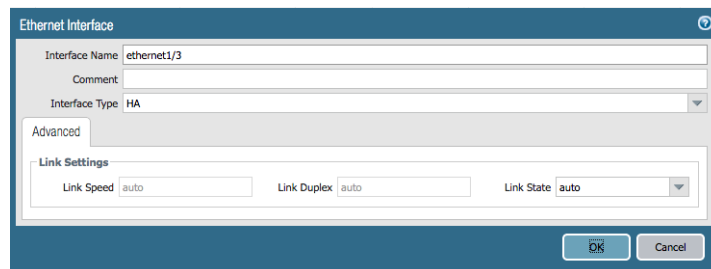 Ethernet Interface
Interface Name ethernet1/3
Comment
Interface Type HA
Advanced
Link Settings
Link Speed auto Link Duplex auto Link State auto
OK Cancel